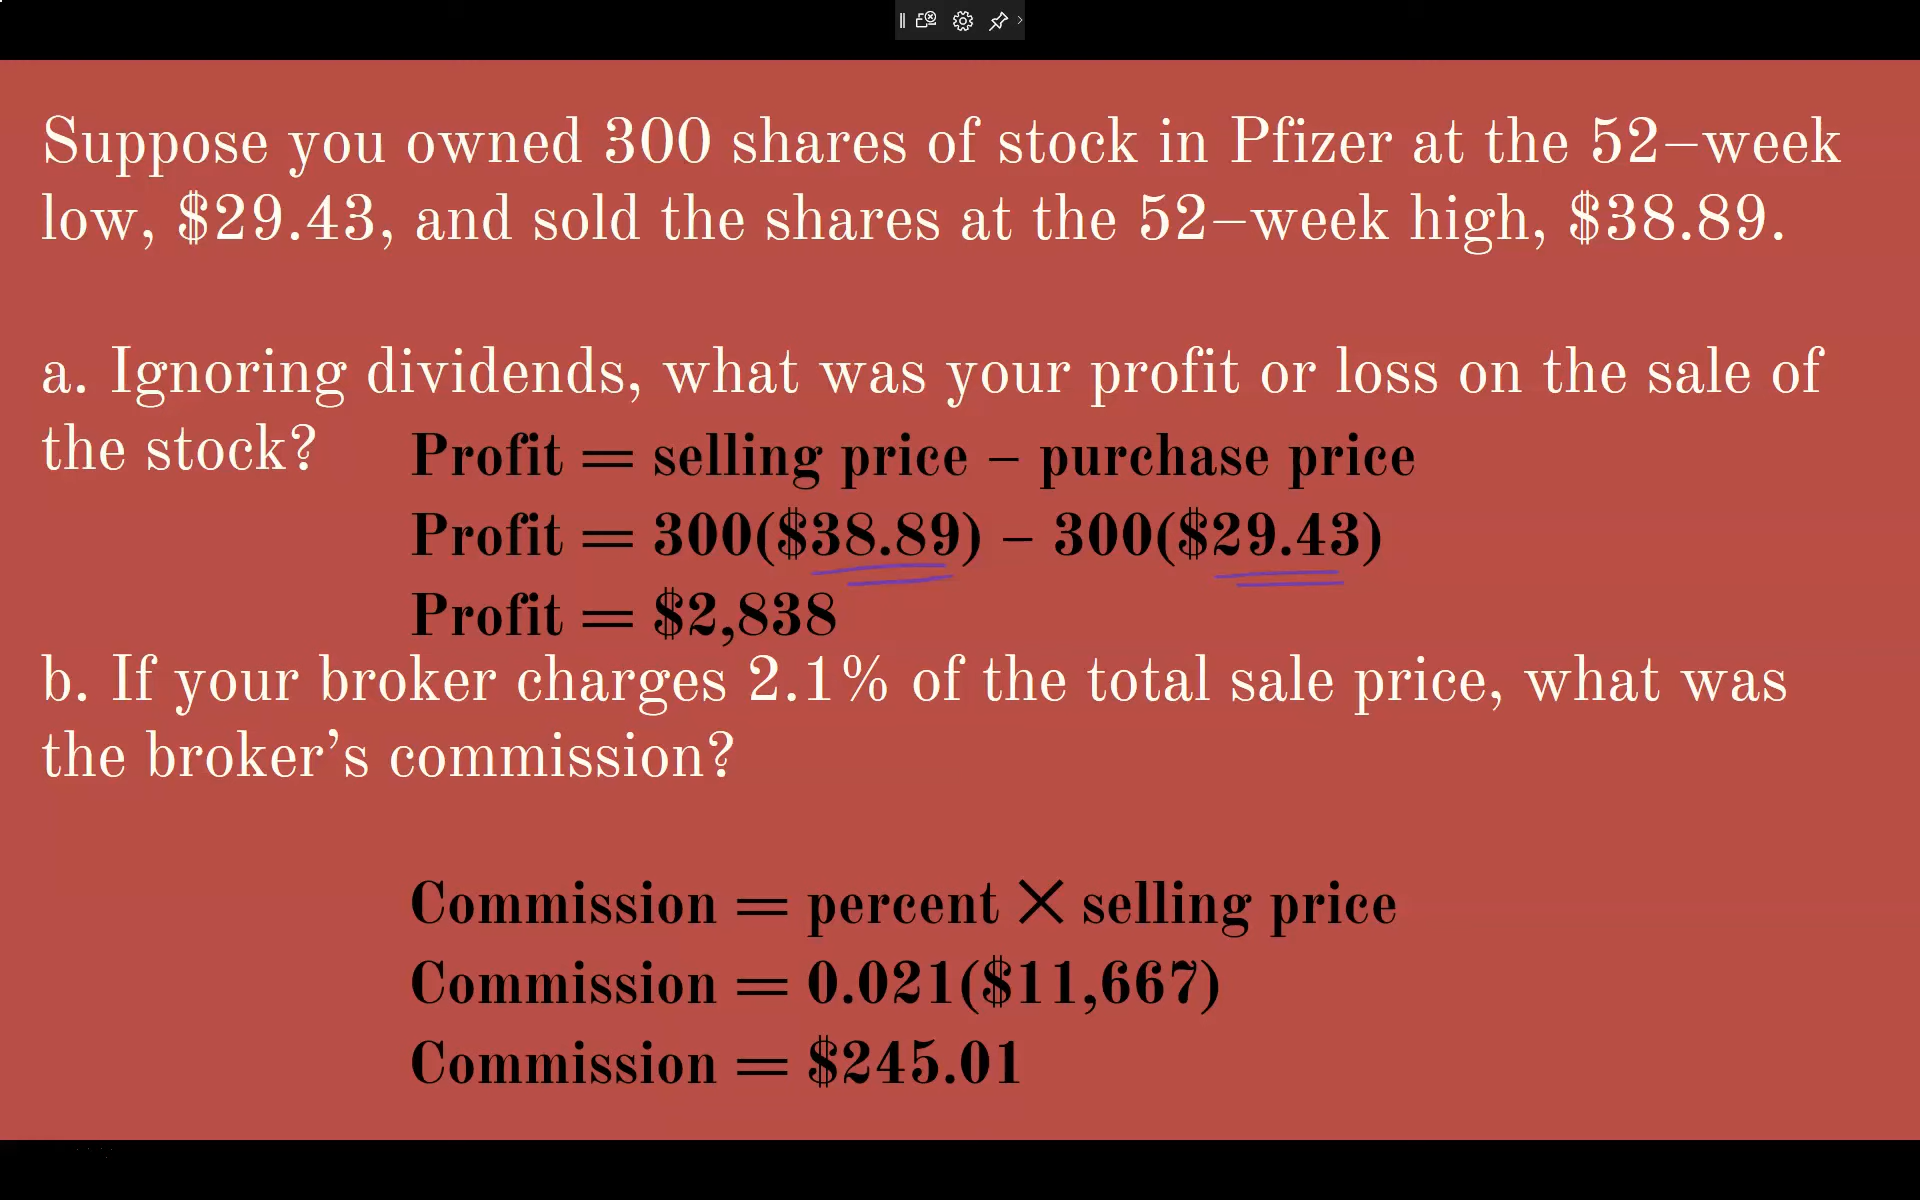 Suppose you owned 300 shares of stock in Pfizer at the 52–week
low, $29.43, and sold the shares at the 52–week high, $38.89.
a. Ignoring dividends, what was your profit or loss on the sale of
the stock?
Profit = selling price – purchase price
Profit = 300($38.89) – 300($29.43)
Profit = $2,838
b. If your broker charges 2.1% of the total sale price, what was
the broker’s commission?
Commission = percent × selling price
Commission = 0.021($11,667)
Commission = $245.01